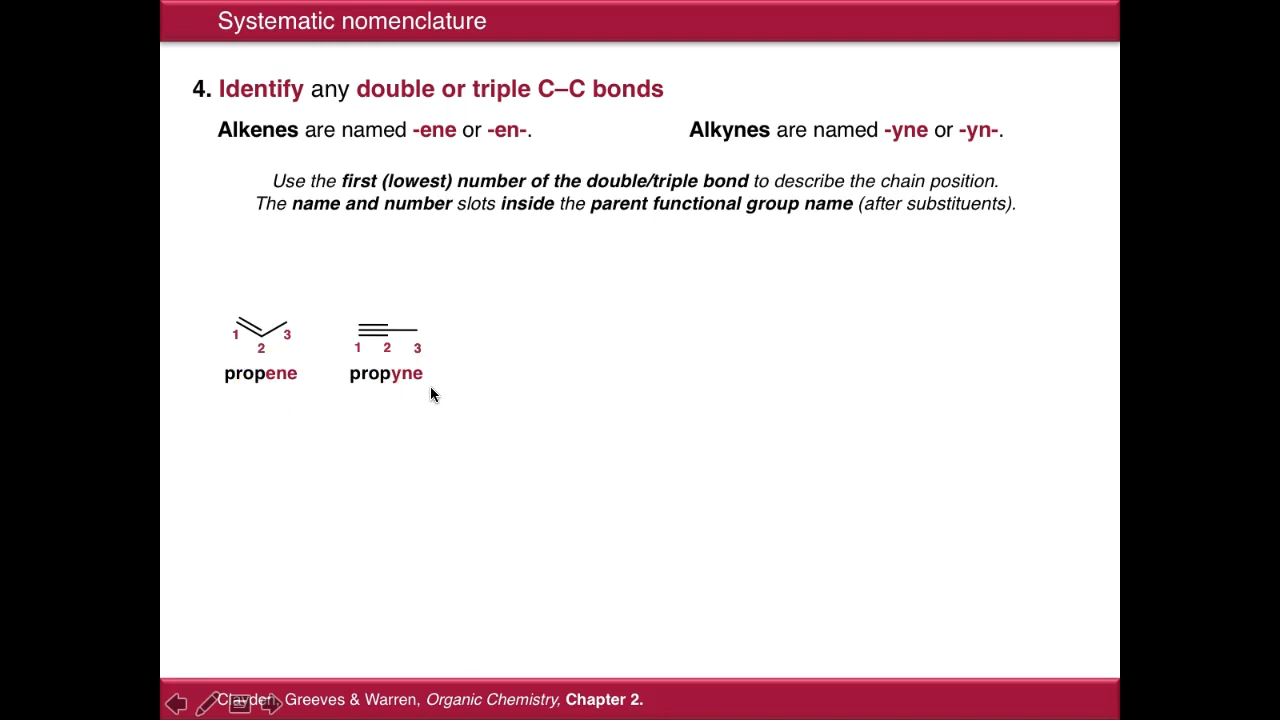 Systematic nomenclature
4. Identify any double or triple C–C bonds
Alkenes are named -ene or -en-.
Alkynes are named -yne or -yn-.
Use the first (lowest) number of the double/triple bond to describe the chain position.
The name and number slots inside the parent functional group name (after substituents).
1 2 3
1 2 3
propene
propyne
Clayden, Greeves & Warren, Organic Chemistry, Chapter 2.